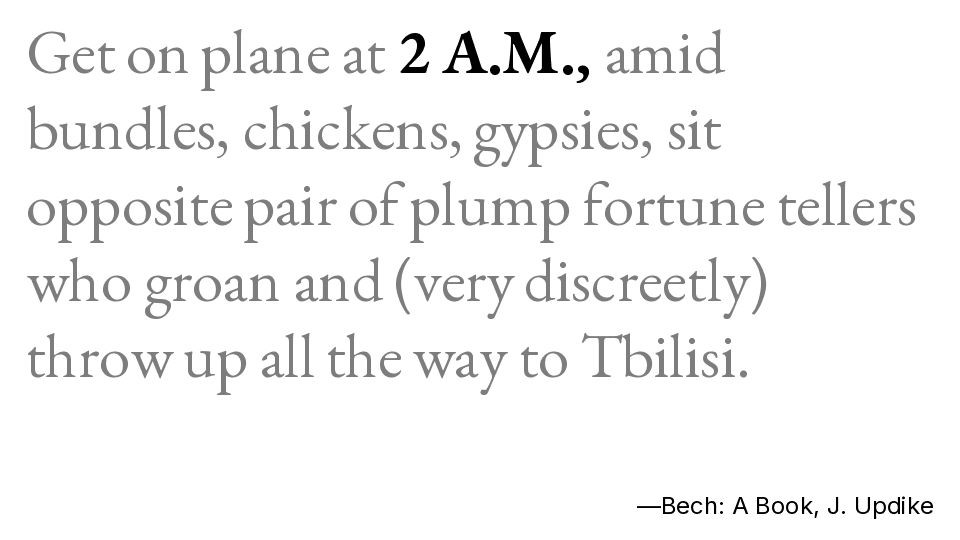 Get on plane at 2 A.M., amid
bundles, chickens, gypsies, sit
opposite pair of plump fortune tellers
who groan and (very discreetly)
throw up all the way to Tbilisi.
—Bech: A Book, J. Updike